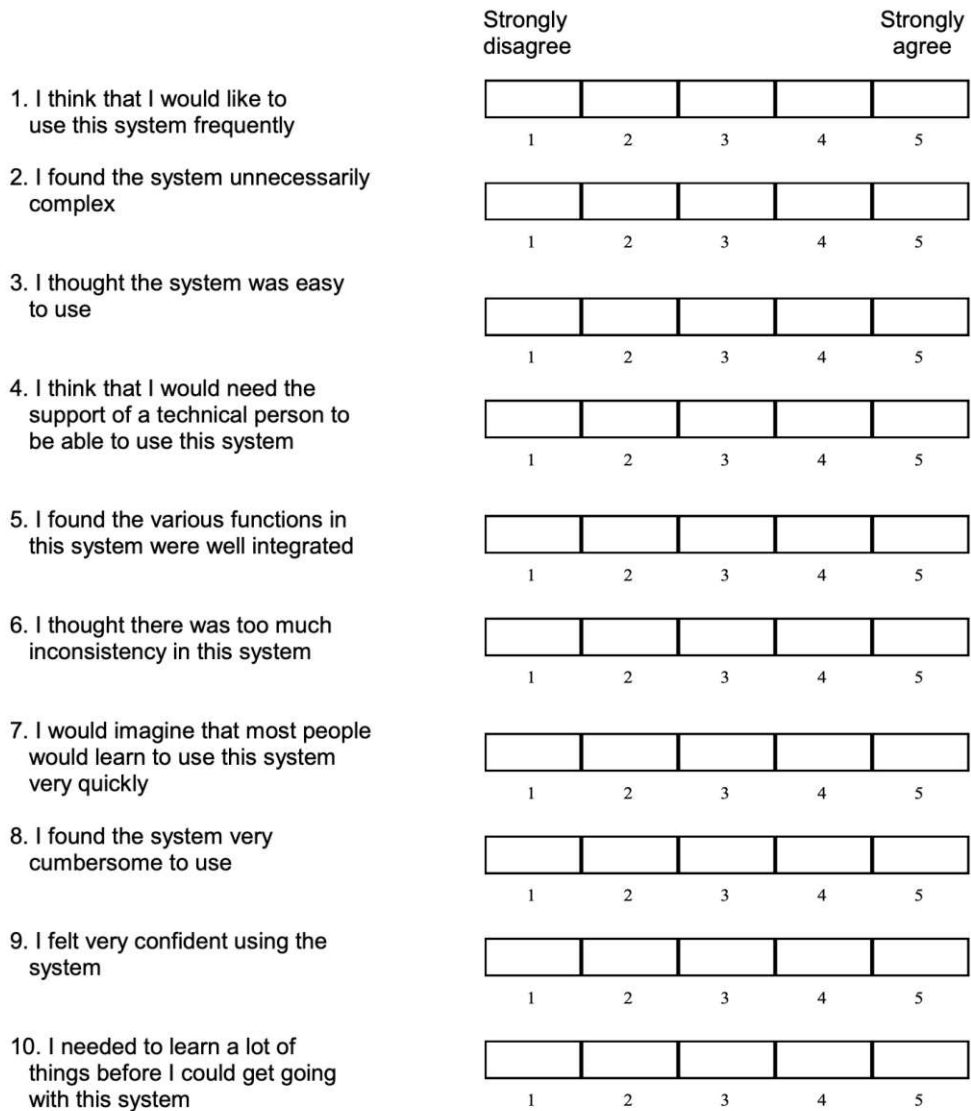 Strongly disagree
Strongly agree
1. I think that I would like to
use this system frequently
1 2 3 4 5
2. I found the system unnecessarily
complex
1 2 3 4 5
3. I thought the system was easy
to use
1 2 3 4 5
4. I think that I would need the
support of a technical person to
be able to use this system
1 2 3 4 5
5. I found the various functions in
this system were well integrated
1 2 3 4 5
6. I thought there was too much
inconsistency in this system
1 2 3 4 5
7. I would imagine that most people
would learn to use this system
very quickly
1 2 3 4 5
8. I found the system very
cumbersome to use
1 2 3 4 5
9. I felt very confident using the
system
1 2 3 4 5
10. I needed to learn a lot of
things before I could get going
with this system
1 2 3 4 5